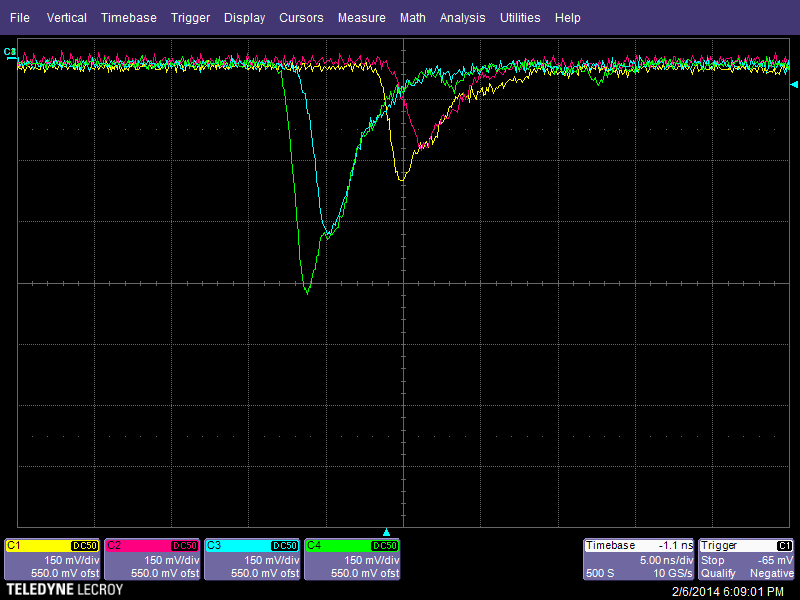 File Vertical Timebase Trigger Display Cursors Measure Math Analysis Utilities Help
C3
C1 DC50 C2 DC50 C3 DC50 C4 DC50 Timebase -1.1 ns Trigger C1
150 mV/div 150 mV/div 150 mV/div 150 mV/div 5.00 ns/div Stop -65 mV
550.0 mV ofst 550.0 mV ofst 550.0 mV ofst 550.0 mV ofst 500 S 10 GS/s Qualify Negative
TELEDYNE LECROY 2/6/2014 6:09:01 PM